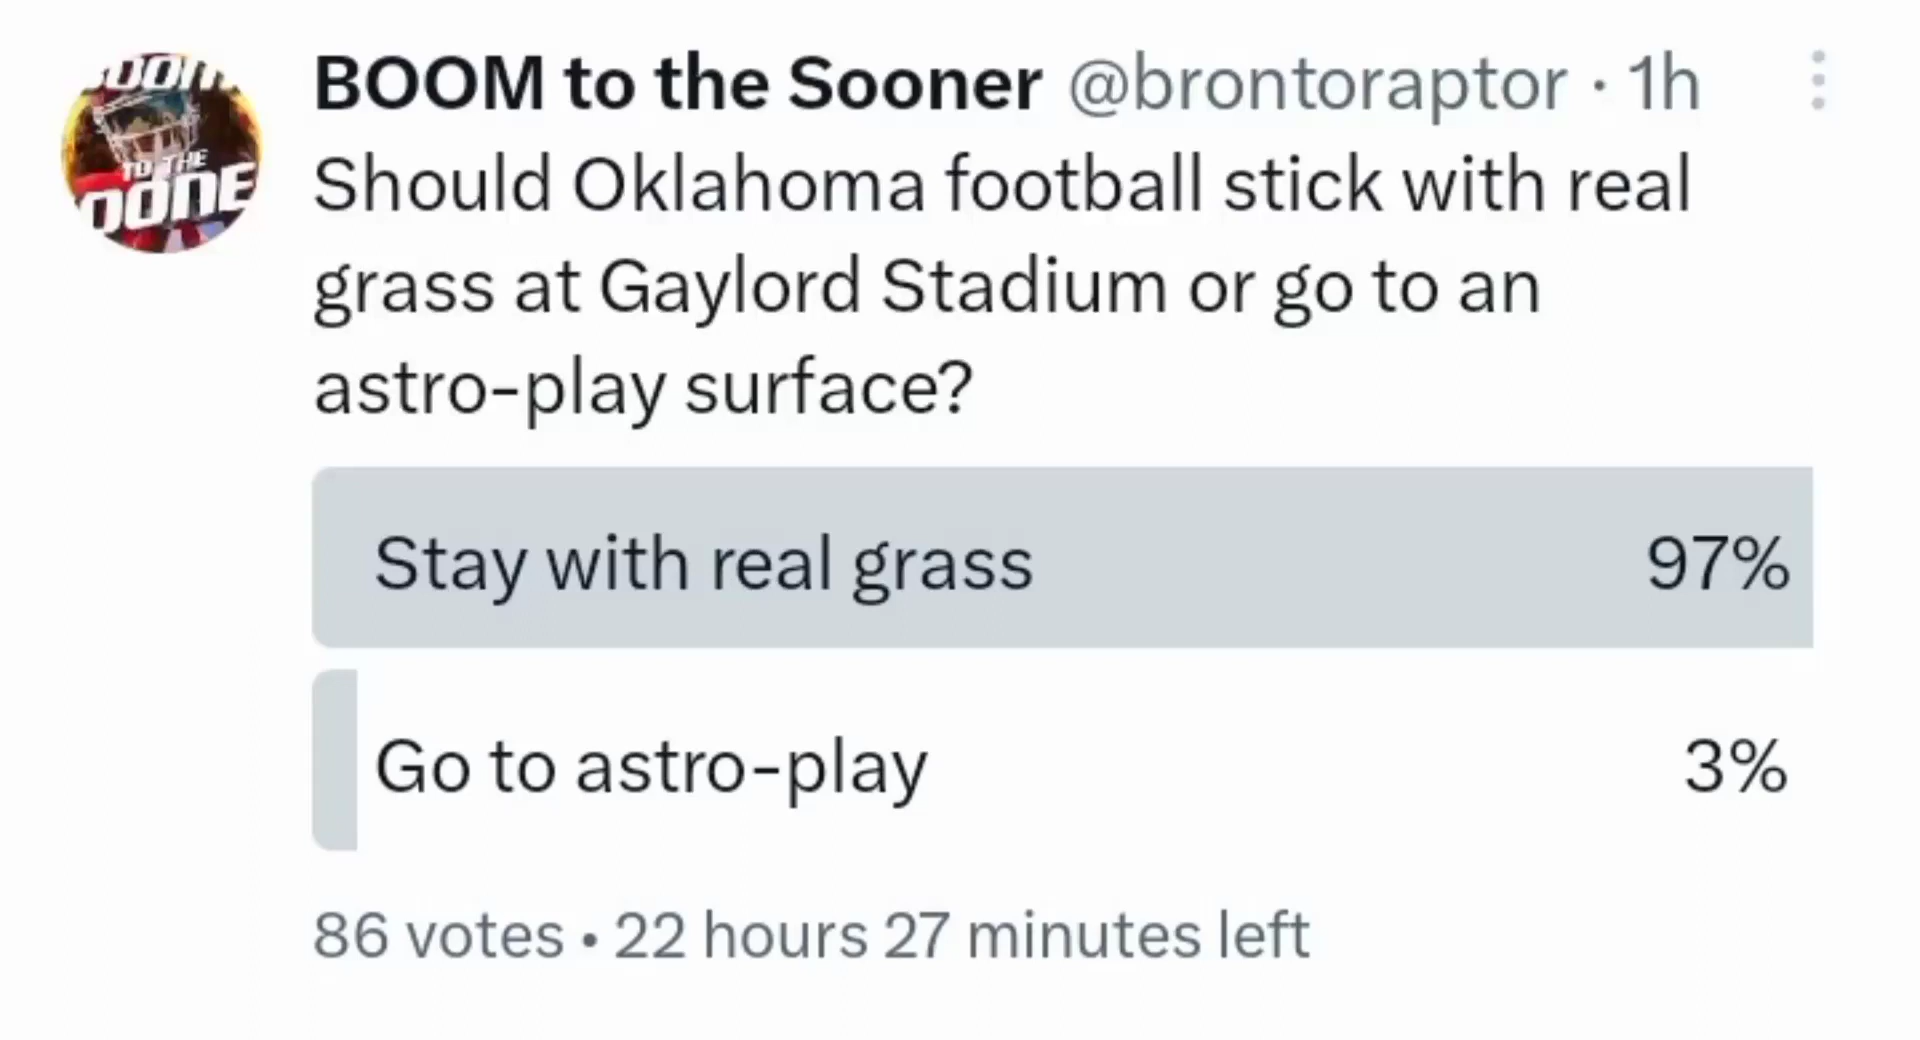 BOOM to the Sooner @brontoraptor · 1h
Should Oklahoma football stick with real
grass at Gaylord Stadium or go to an
astro-play surface?
Stay with real grass 97%
Go to astro-play 3%
86 votes • 22 hours 27 minutes left
TO THE